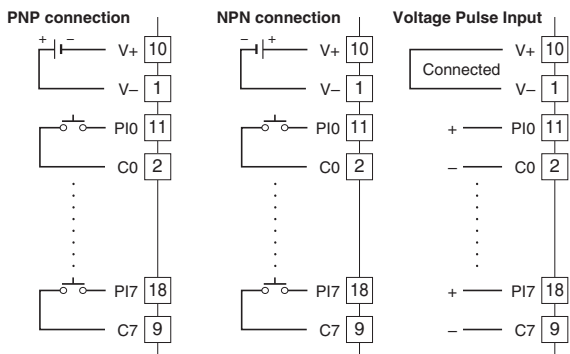 PNP connection
+ −
V+ 10
V− 1
PI0 11
C0 2
PI7 18
C7 9
NPN connection
− +
V+ 10
V− 1
PI0 11
C0 2
PI7 18
C7 9
Voltage Pulse Input
V+ 10
Connected
V− 1
+ PI0 11
− C0 2
+ PI7 18
− C7 9